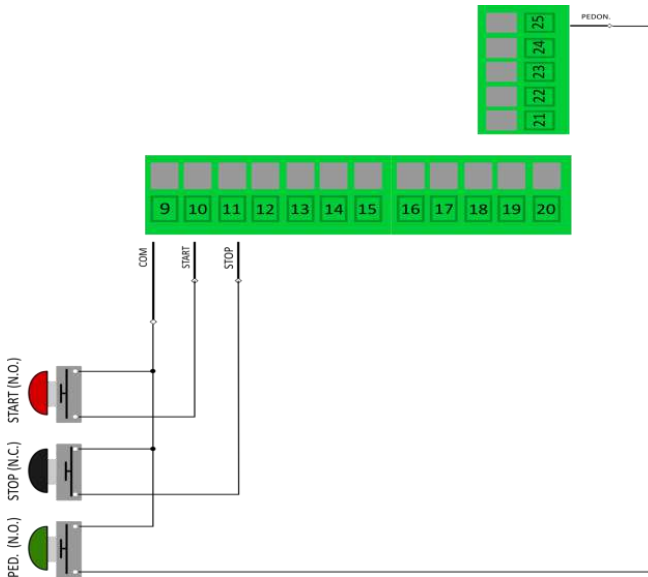 25
PEDON.
24
23
22
21
9 10 11 12 13 14 15 16 17 18 19 20
COM
START
STOP
START (N.O.)
STOP (N.C.)
PED. (N.O.)